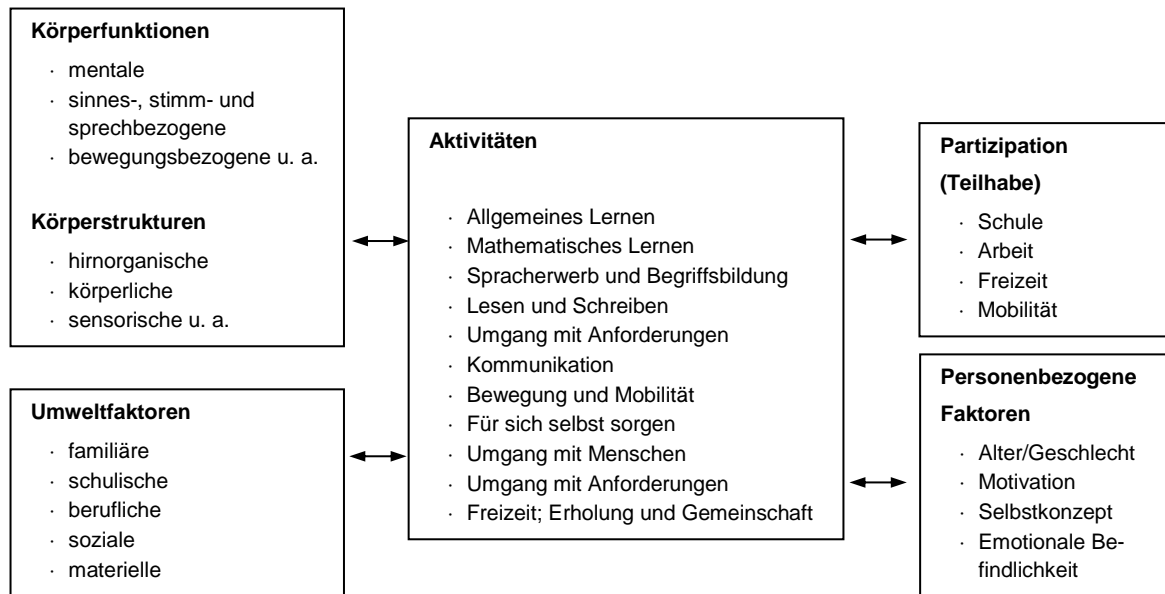 Körperfunktionen
· mentale
· sinnes-, stimm- und
sprechbezogene
· bewegungsbezogene u. a.
Körperstrukturen
· hirnorganische
· körperliche
· sensorische u. a.
Umweltfaktoren
· familiäre
· schulische
· berufliche
· soziale
· materielle
Aktivitäten
· Allgemeines Lernen
· Mathematisches Lernen
· Spracherwerb und Begriffsbildung
· Lesen und Schreiben
· Umgang mit Anforderungen
· Kommunikation
· Bewegung und Mobilität
· Für sich selbst sorgen
· Umgang mit Menschen
· Umgang mit Anforderungen
· Freizeit; Erholung und Gemeinschaft
Partizipation
(Teilhabe)
· Schule
· Arbeit
· Freizeit
· Mobilität
Personenbezogene
Faktoren
· Alter/Geschlecht
· Motivation
· Selbstkonzept
· Emotionale Be-
findlichkeit